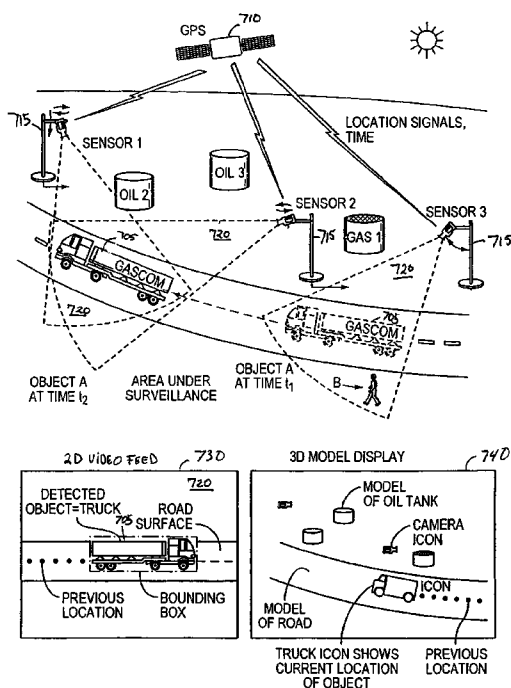 710
GPS
715
SENSOR 1
LOCATION SIGNALS,
TIME
OIL 2
OIL 3
SENSOR 2
720
715
GAS 1
SENSOR 3
715
720
705
GASCOM
720
705
GASCOM
OBJECT A
AT TIME t2
AREA UNDER
SURVEILLANCE
OBJECT A
AT TIME t1
B
2D VIDEO FEED
730
720
DETECTED
OBJECT=TRUCK
705
ROAD
SURFACE
PREVIOUS
LOCATION
BOUNDING
BOX
3D MODEL DISPLAY
740
MODEL
OF OIL TANK
CAMERA
ICON
ICON
MODEL
OF ROAD
TRUCK ICON SHOWS
CURRENT LOCATION
OF OBJECT
PREVIOUS
LOCATION